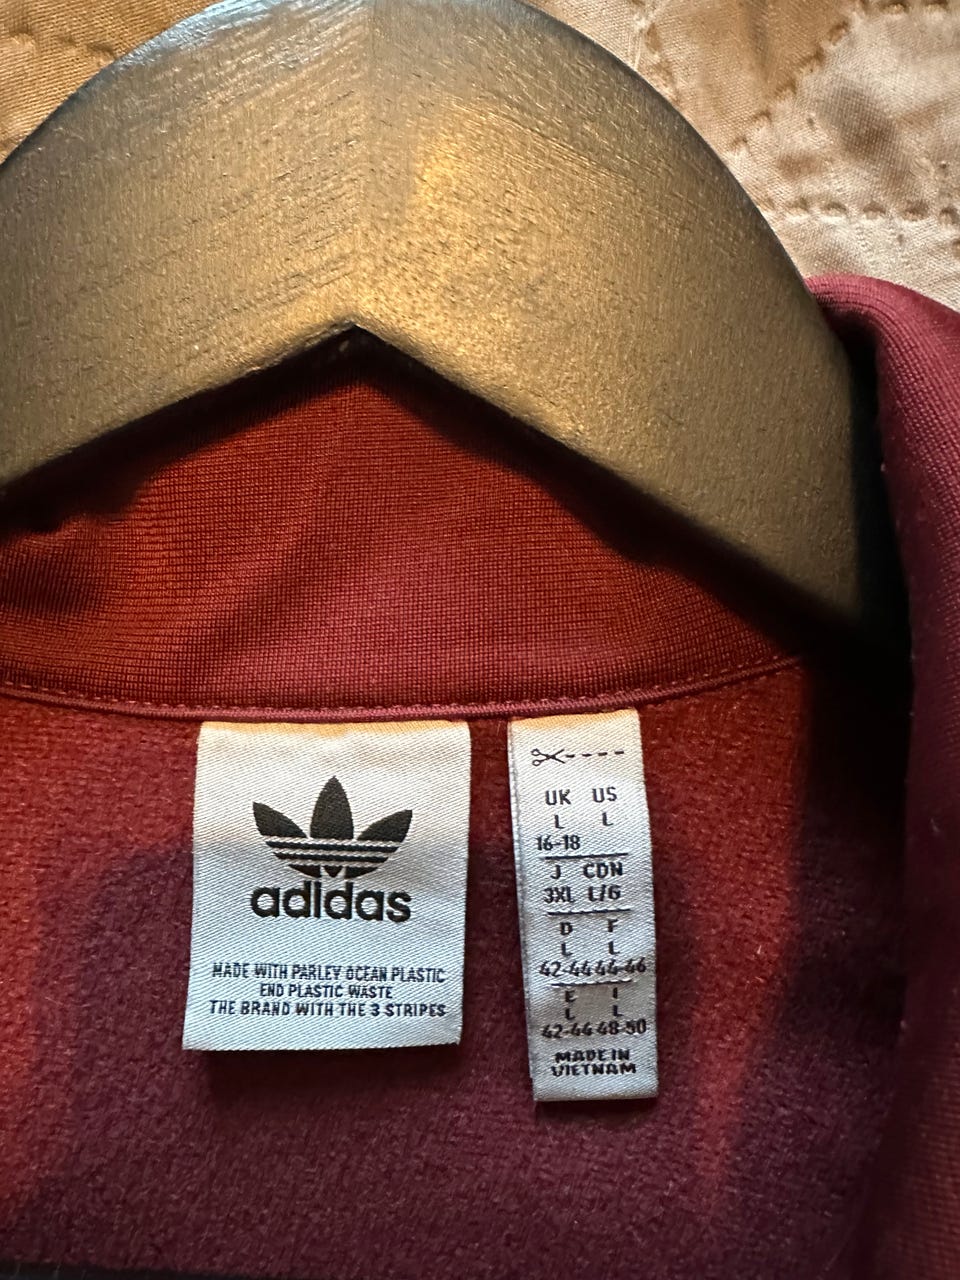 adidas
MADE WITH PARLEY OCEAN PLASTIC
END PLASTIC WASTE
THE BRAND WITH THE 3 STRIPES
UK US
L L
16-18
J CDN
3XL L/G
D F
L L
42-44 44-46
E I
L L
42-44 48-50
MADE IN
VIETNAM